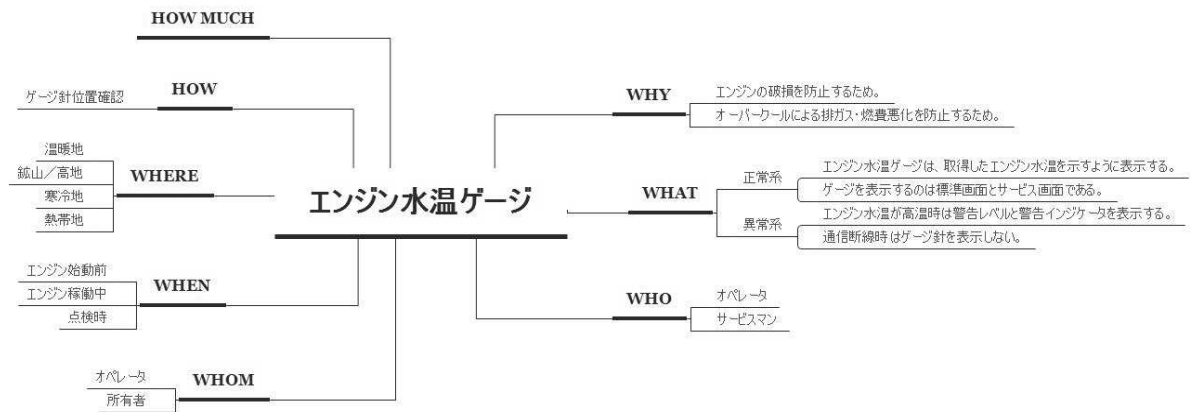 HOW MUCH
HOW
ゲージ針位置確認
WHERE
温暖地
鉱山／高地
寒冷地
熱帯地
WHEN
エンジン始動前
エンジン稼働中
点検時
WHOM
オペレータ
所有者
エンジン水温ゲージ
WHY
エンジンの破損を防止するため。
オーバークールによる排ガス・燃費悪化を防止するため。
WHAT
正常系
エンジン水温ゲージは、取得したエンジン水温を示すように表示する。
ゲージを表示するのは標準画面とサービス画面である。
異常系
エンジン水温が高温時は警告レベルと警告インジケータを表示する。
通信断線時はゲージ針を表示しない。
WHO
オペレータ
サービスマン